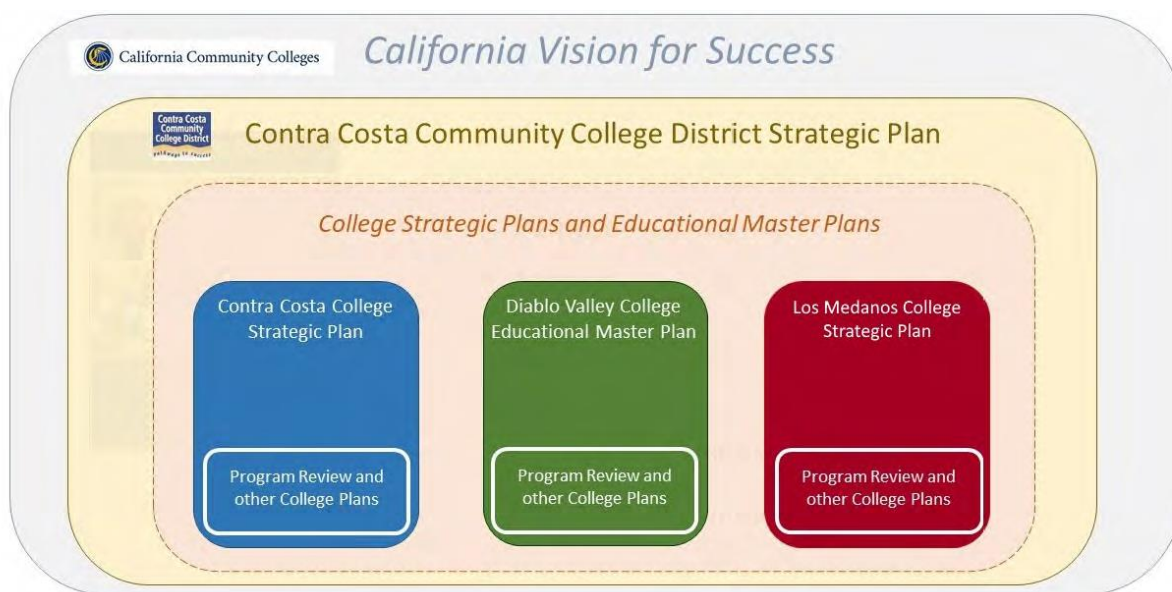 California Community Colleges
California Vision for Success
Contra Costa
Community
College District
pathways to success
Contra Costa Community College District Strategic Plan
College Strategic Plans and Educational Master Plans
Contra Costa College
Strategic Plan
Diablo Valley College
Educational Master Plan
Los Medanos College
Strategic Plan
Program Review and
other College Plans
Program Review and
other College Plans
Program Review and
other College Plans